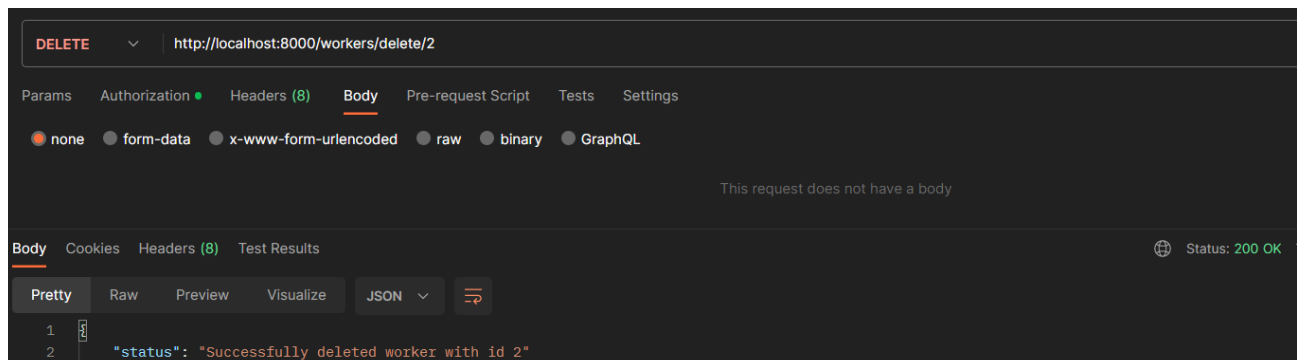 DELETE http://localhost:8000/workers/delete/2
Params Authorization Headers (8) Body Pre-request Script Tests Settings
none form-data x-www-form-urlencoded raw binary GraphQL
This request does not have a body
Body Cookies Headers (8) Test Results Status: 200 OK
Pretty Raw Preview Visualize JSON
1 {
2 "status": "Successfully deleted worker with id 2"